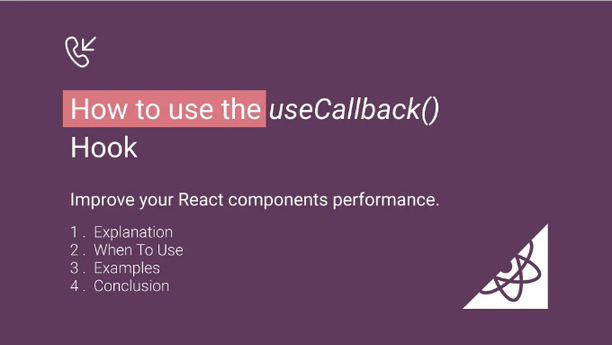 How to use the useCallback()
Hook
Improve your React components performance.
1 . Explanation
2 . When To Use
3 . Examples
4 . Conclusion